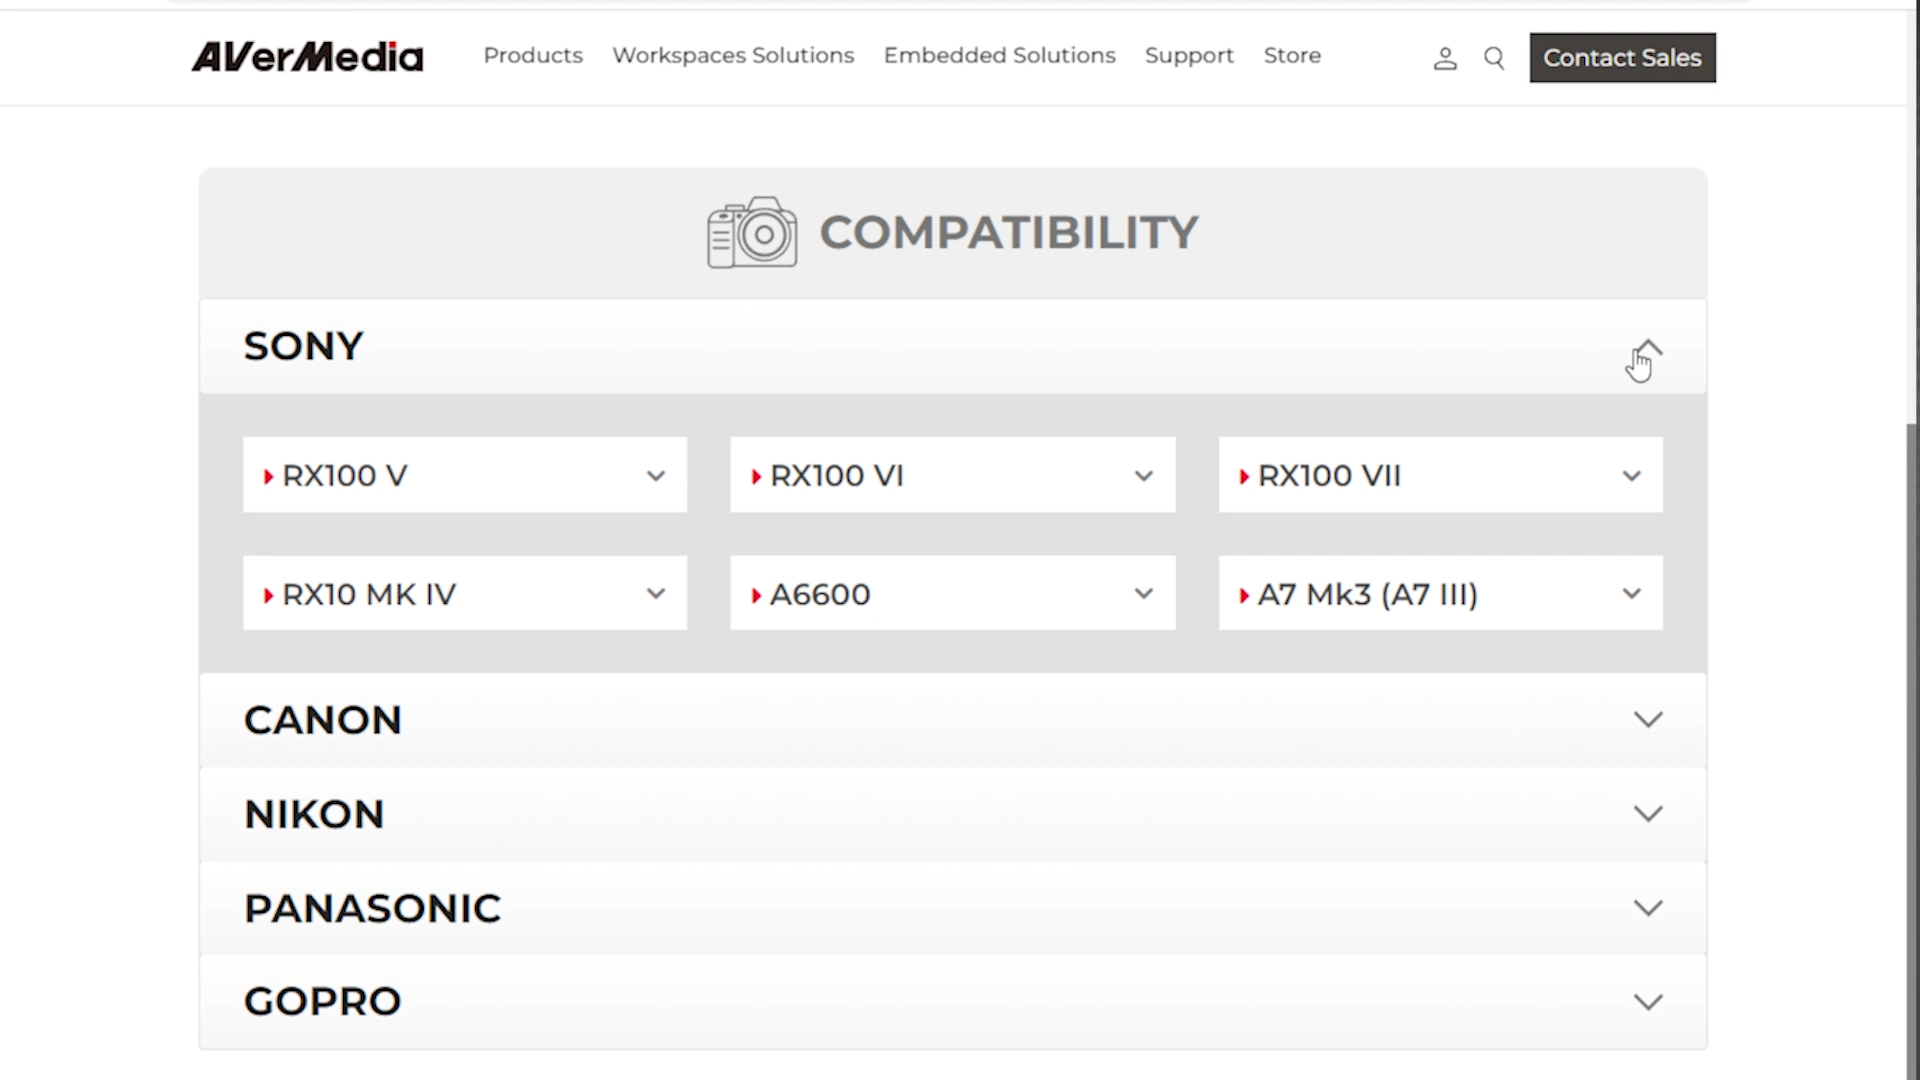 AVerMedia
Products Workspaces Solutions Embedded Solutions Support Store
Contact Sales
COMPATIBILITY
SONY
RX100 V
RX100 VI
RX100 VII
RX10 MK IV
A6600
A7 Mk3 (A7 III)
CANON
NIKON
PANASONIC
GOPRO